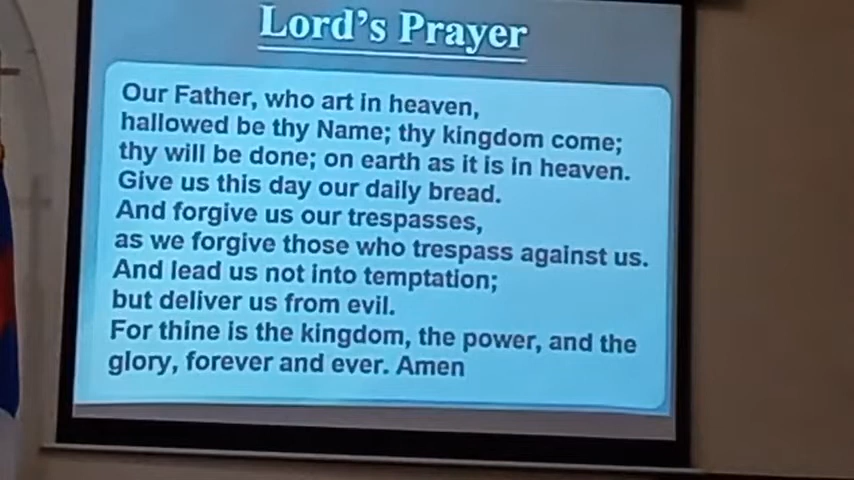 Lord's Prayer
Our Father, who art in heaven,
hallowed be thy Name; thy kingdom come;
thy will be done; on earth as it is in heaven.
Give us this day our daily bread.
And forgive us our trespasses,
as we forgive those who trespass against us.
And lead us not into temptation;
but deliver us from evil.
For thine is the kingdom, the power, and the
glory, forever and ever. Amen